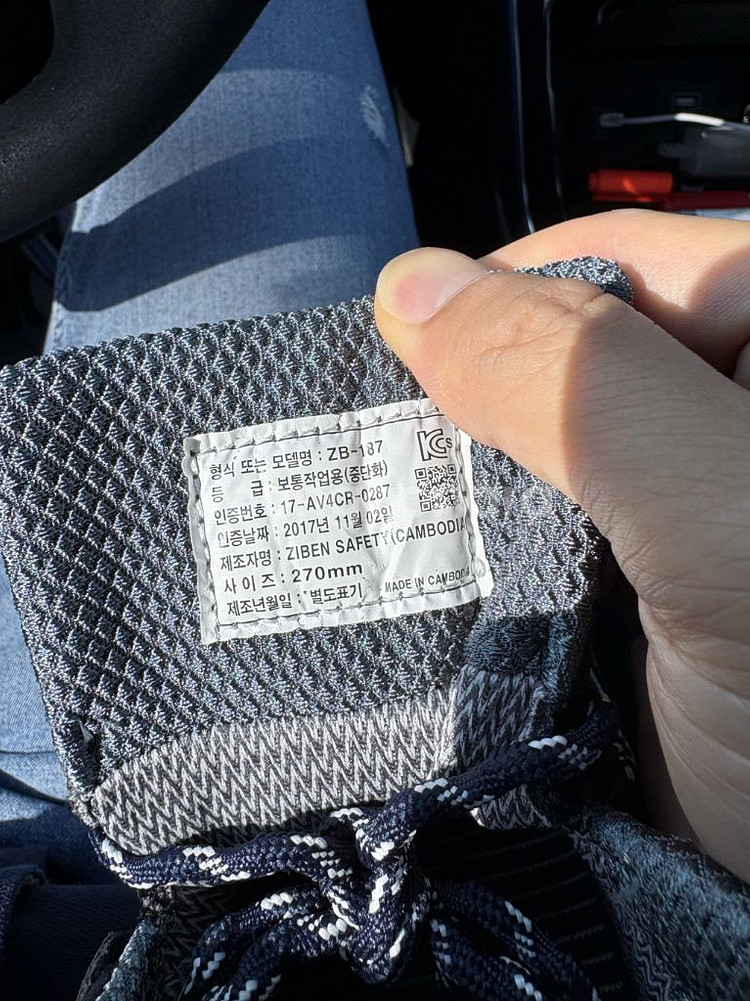 형식 또는 모델명 : ZB-187
KCs
등 급 : 보통작업용(중단화)
인증번호 : 17-AV4CR-0287
인증날짜 : 2017년 11월 02일
제조자명 : ZIBEN SAFETY(CAMBODIA
사 이 즈 : 270mm
제조년월일 : *별도표기 MADE IN CAMBODIA